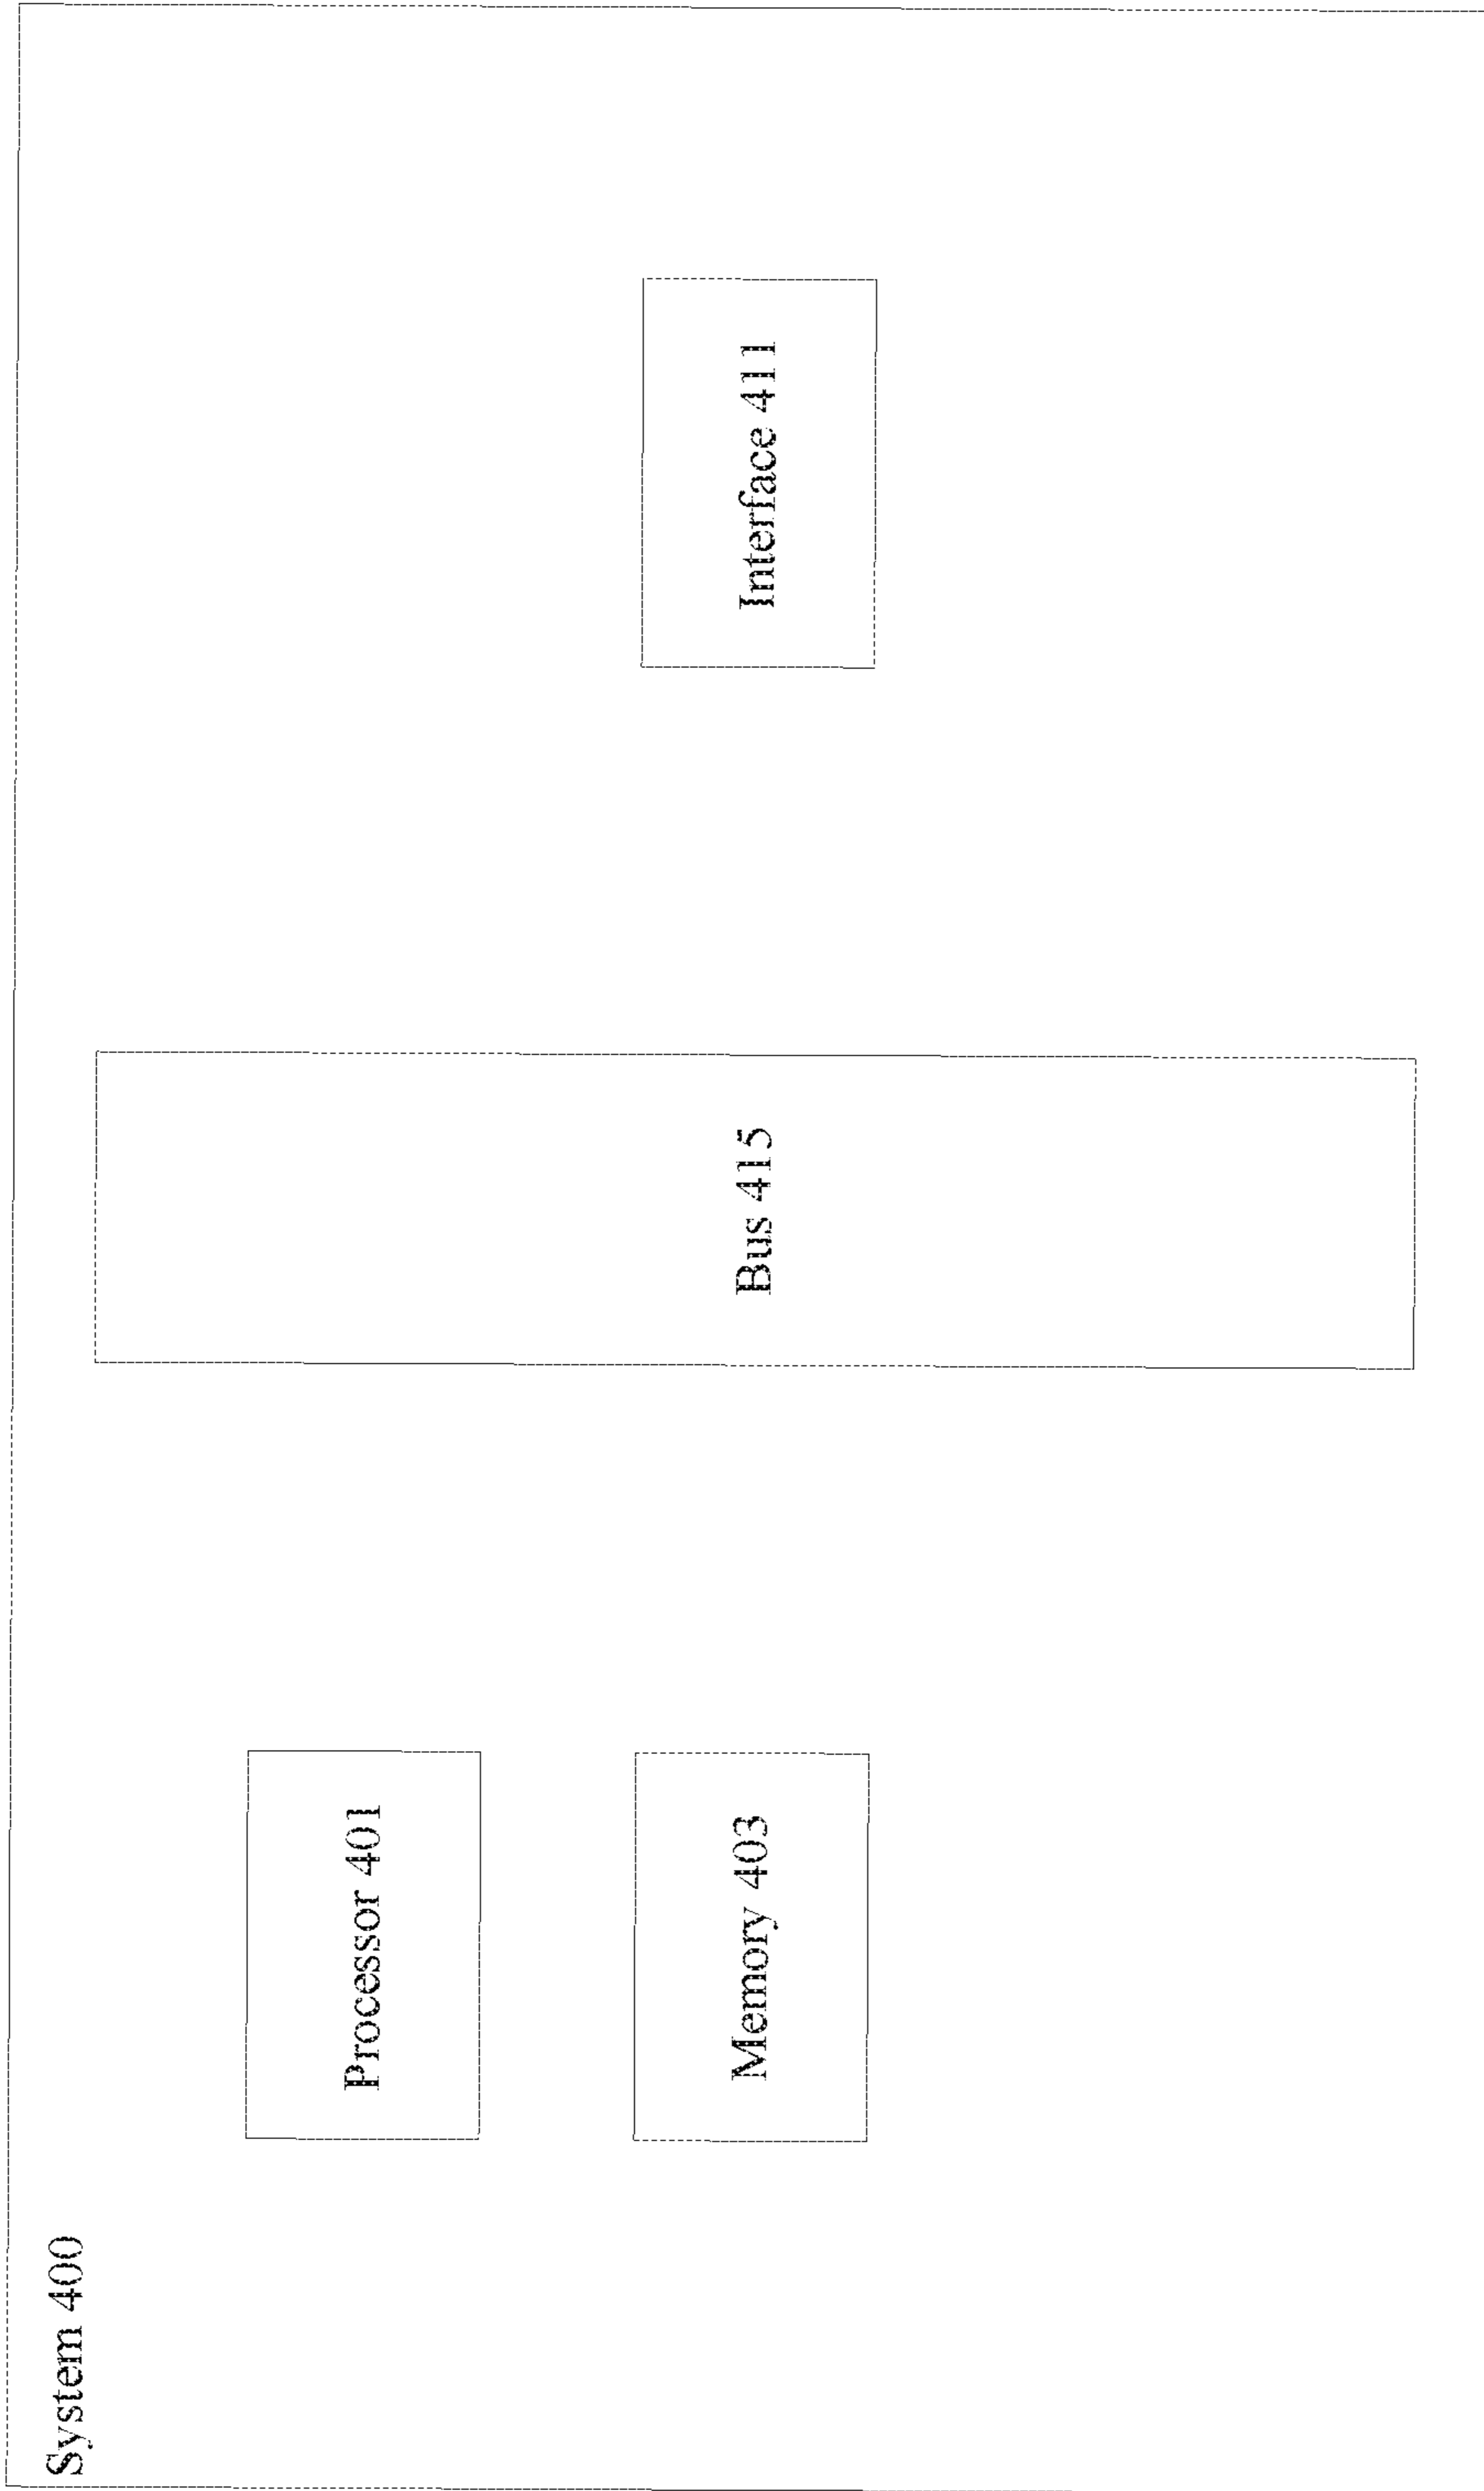 System 400
Processor 401
Memory 403
Bus 415
Interface 411